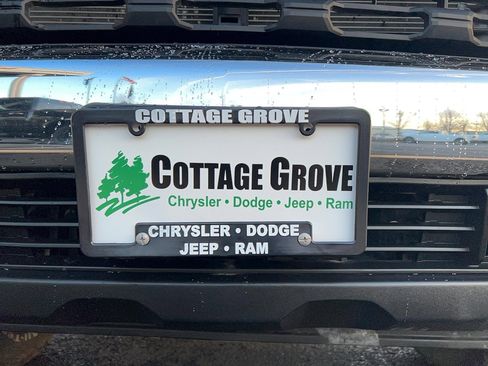 COTTAGE GROVE
COTTAGE GROVE
Chrysler • Dodge • Jeep • Ram
CHRYSLER • DODGE
JEEP • RAM